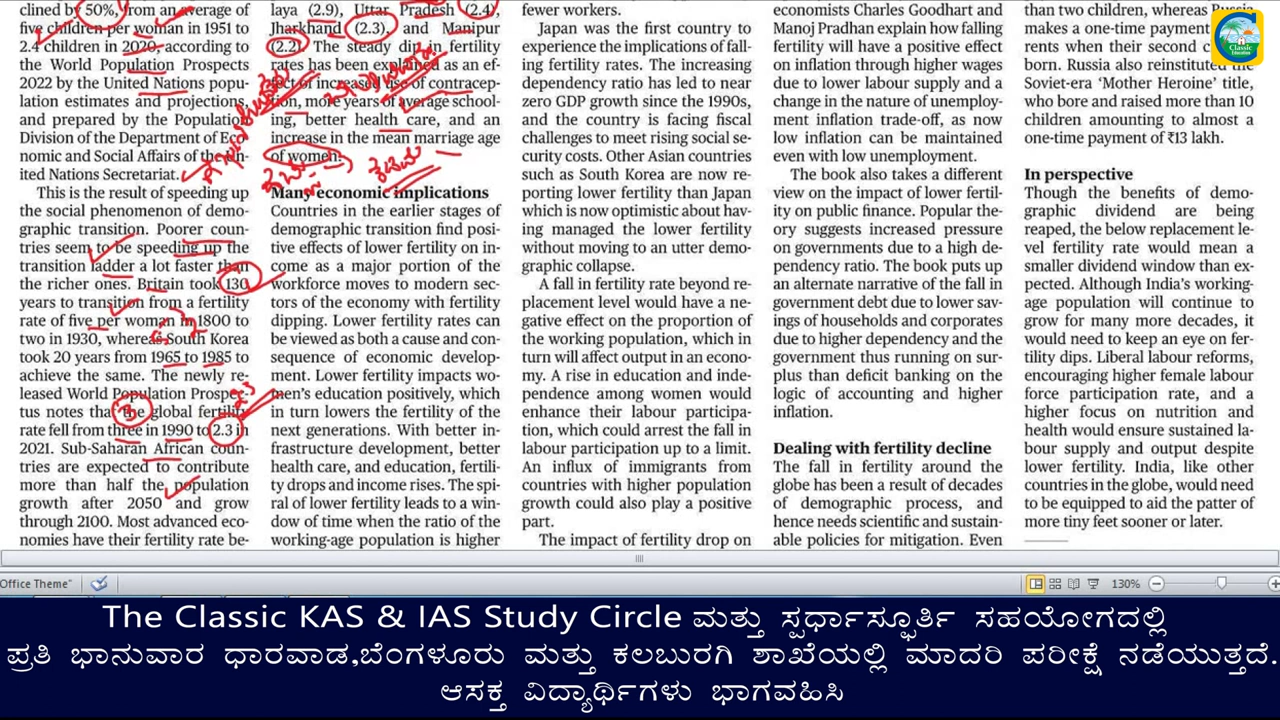 clined by 50%, from an average of
five children per woman in 1951 to
2.4 children in 2020, according to
the World Population Prospects
2022 by the United Nations popu-
lation estimates and projections,
and prepared by the Population
Division of the Department of Eco-
nomic and Social Affairs of the Un-
ited Nations Secretariat.
This is the result of speeding up
the social phenomenon of demo-
graphic transition. Poorer coun-
tries seem to be speeding up the
transition ladder a lot faster than
the richer ones. Britain took 130
years to transition from a fertility
rate of five per woman in 1800 to
two in 1930, whereas South Korea
took 20 years from 1965 to 1985 to
achieve the same. The newly re-
leased World Population Prospec-
tus notes that the global fertility
rate fell from three in 1990 to 2.3 in
2021. Sub-Saharan African coun-
tries are expected to contribute
more than half the population
growth after 2050 and grow
through 2100. Most advanced eco-
nomies have their fertility rate be-
laya (2.9), Uttar Pradesh (2.4),
Jharkhand (2.3), and Manipur
(2.2). The steady dip in fertility
rates has been explained as an ef-
fect of increased use of contracep-
tion, more years of average school-
ing, better health care, and an
increase in the mean marriage age
of women.
Many economic implications
Countries in the earlier stages of
demographic transition find posi-
tive effects of lower fertility on in-
come as a major portion of the
workforce moves to modern sec-
tors of the economy with fertility
dipping. Lower fertility rates can
be viewed as both a cause and con-
sequence of economic develop-
ment. Lower fertility impacts wo-
men's education positively, which
in turn lowers the fertility of the
next generations. With better in-
frastructure development, better
health care, and education, fertili-
ty drops and income rises. The spi-
ral of lower fertility leads to a win-
dow of time when the ratio of the
working-age population is higher
fewer workers.
Japan was the first country to
experience the implications of fall-
ing fertility rates. The increasing
dependency ratio has led to near
zero GDP growth since the 1990s,
and the country is facing fiscal
challenges to meet rising social se-
curity costs. Other Asian countries
such as South Korea are now re-
porting lower fertility than Japan
which is now optimistic about hav-
ing managed the lower fertility
without moving to an utter demo-
graphic collapse.
A fall in fertility rate beyond re-
placement level would have a ne-
gative effect on the proportion of
the working population, which in
turn will affect output in an econo-
my. A rise in education and inde-
pendence among women would
enhance their labour participa-
tion, which could arrest the fall in
labour participation up to a limit.
An influx of immigrants from
countries with higher population
growth could also play a positive
part.
The impact of fertility drop on
economists Charles Goodhart and
Manoj Pradhan explain how falling
fertility will have a positive effect
on inflation through higher wages
due to lower labour supply and a
change in the nature of unemploy-
ment inflation trade-off, as now
low inflation can be maintained
even with low unemployment.
The book also takes a different
view on the impact of lower fertil-
ity on public finance. Popular the-
ory suggests increased pressure
on governments due to a high de-
pendency ratio. The book puts up
an alternate narrative of the fall in
government debt due to lower sav-
ings of households and corporates
due to higher dependency and the
government thus running on sur-
plus than deficit banking on the
logic of accounting and higher
inflation.
Dealing with fertility decline
The fall in fertility around the
globe has been a result of decades
of demographic process, and
hence needs scientific and sustain-
able policies for mitigation. Even
than two children, whereas Russia
makes a one-time payment
rents when their second c
born. Russia also reinstituted
Soviet-era 'Mother Heroine' title,
who bore and raised more than 10
children amounting to almost a
one-time payment of ₹13 lakh.
In perspective
Though the benefits of demo-
graphic dividend are being
reaped, the below replacement le-
vel fertility rate would mean a
smaller dividend window than ex-
pected. Although India's working-
age population will continue to
grow for many more decades, it
would need to keep an eye on fer-
tility dips. Liberal labour reforms,
encouraging higher female labour
force participation rate, and a
higher focus on nutrition and
health would ensure sustained la-
bour supply and output despite
lower fertility. India, like other
countries in the globe, would need
to be equipped to aid the patter of
more tiny feet sooner or later.
Classic
Education
Office Theme"
130%
The Classic KAS & IAS Study Circle ಮತ್ತು ಸ್ಪರ್ಧಾಸ್ಫೂರ್ತಿ ಸಹಯೋಗದಲ್ಲಿ
ಪ್ರತಿ ಭಾನುವಾರ ಧಾರವಾಡ,ಬೆಂಗಳೂರು ಮತ್ತು ಕಲಬುರಗಿ ಶಾಖೆಯಲ್ಲಿ ಮಾದರಿ ಪರೀಕ್ಷೆ ನಡೆಯುತ್ತದೆ.
ಆಸಕ್ತ ವಿದ್ಯಾರ್ಥಿಗಳು ಭಾಗವಹಿಸಿ